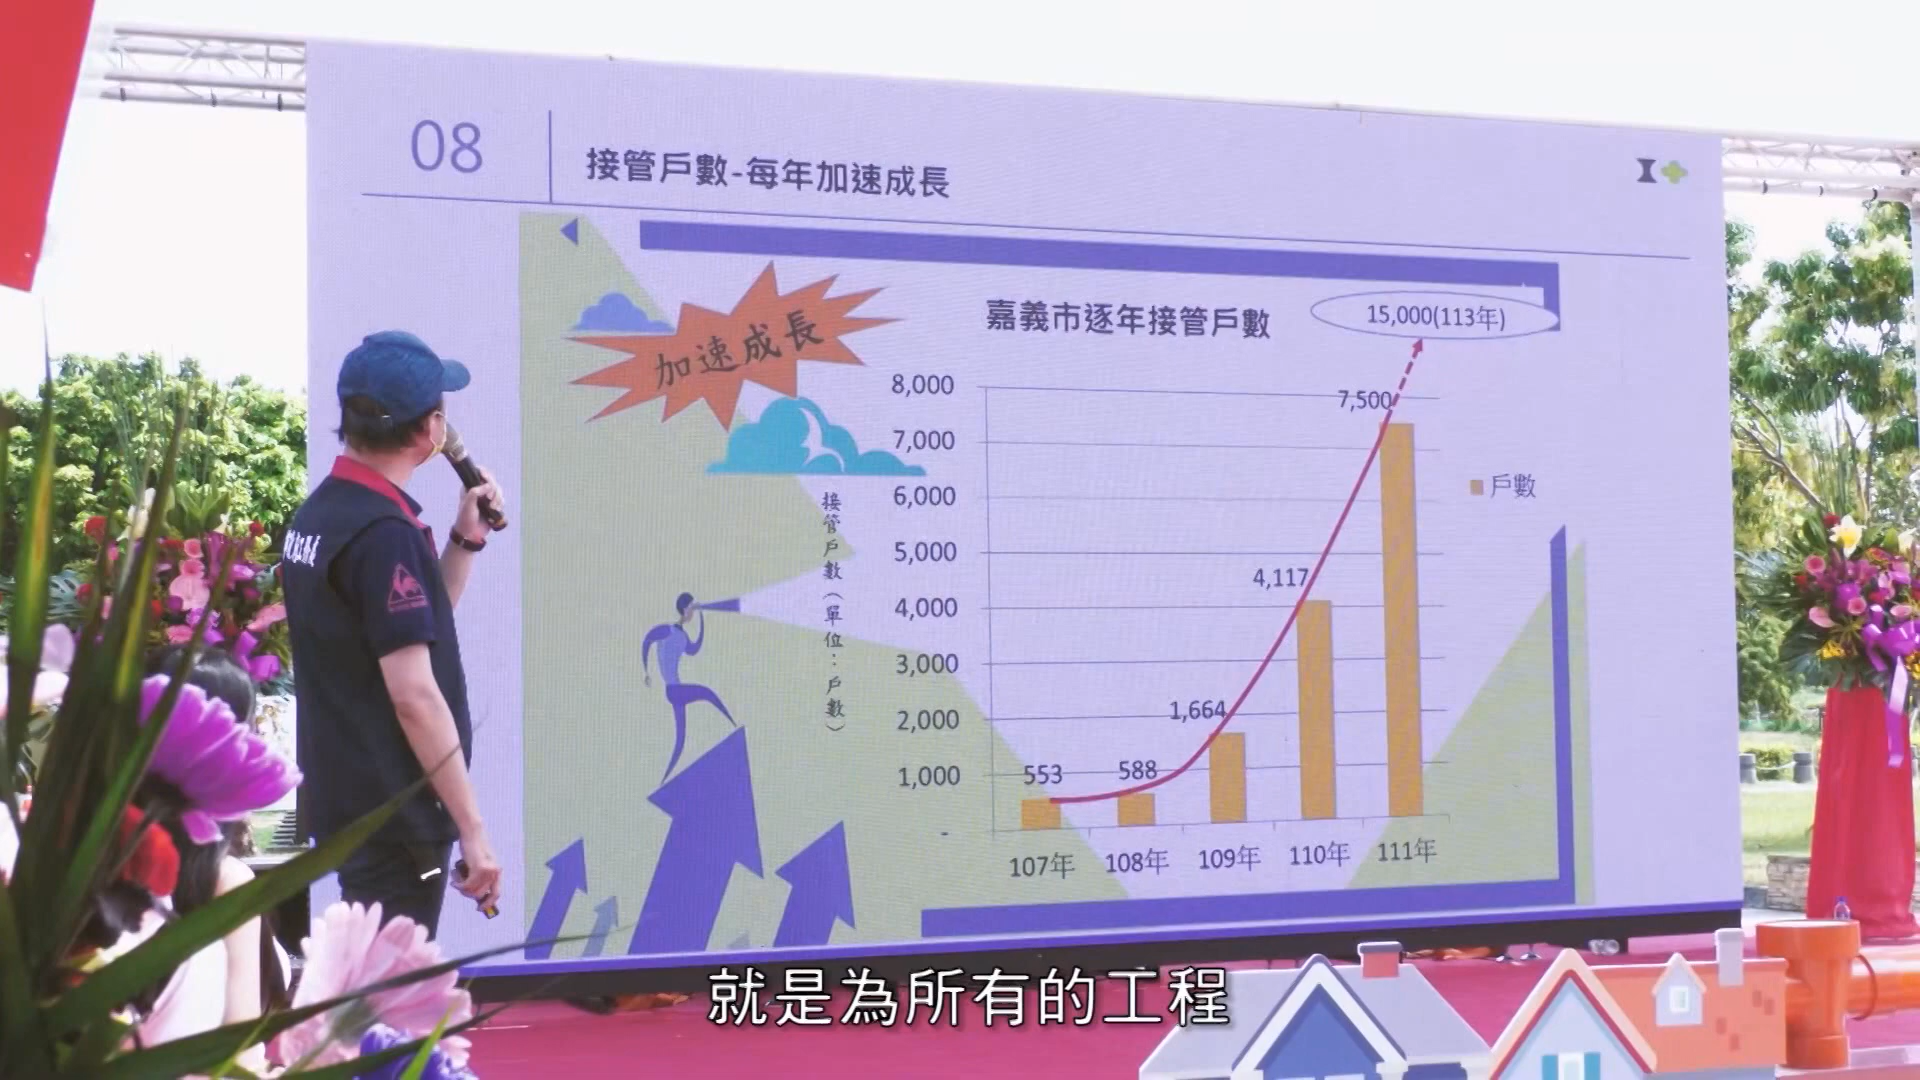 08
接管戶數-每年加速成長
加速成長
嘉義市逐年接管戶數
15,000(113年)
8,000
7,000
6,000
5,000
4,000
3,000
2,000
1,000
-
接管戶數(單位:戶數)
553
588
1,664
4,117
7,500
戶數
107年
108年
109年
110年
111年
就是為所有的工程